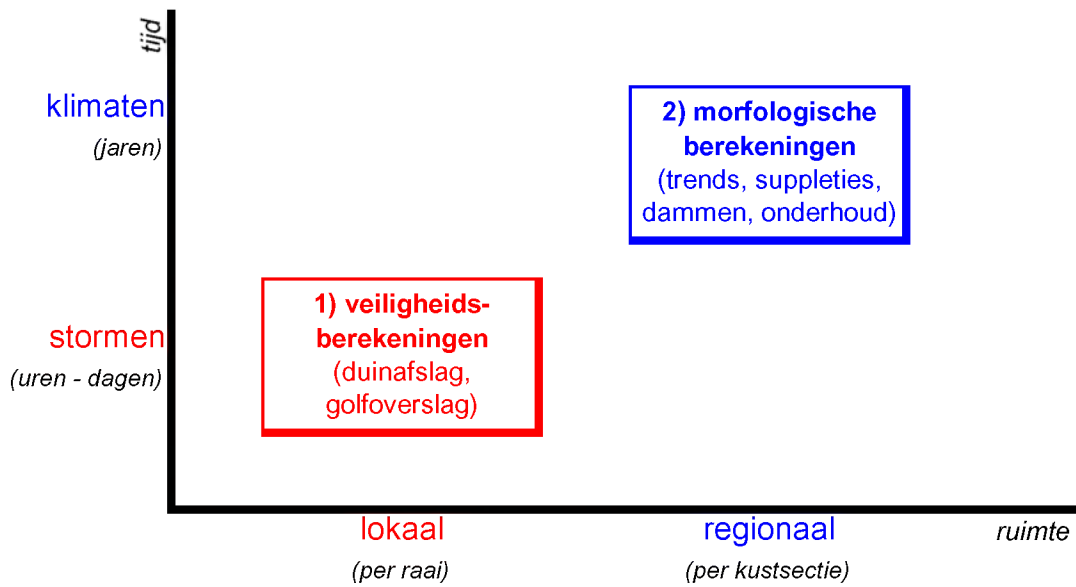 tijd
klimaten
(jaren)
2) morfologische
berekeningen
(trends, suppleties,
dammen, onderhoud)
1) veiligheids-
berekeningen
(duinafslag,
golfoverslag)
stormen
(uren - dagen)
lokaal
(per raai)
regionaal
(per kustsectie)
ruimte